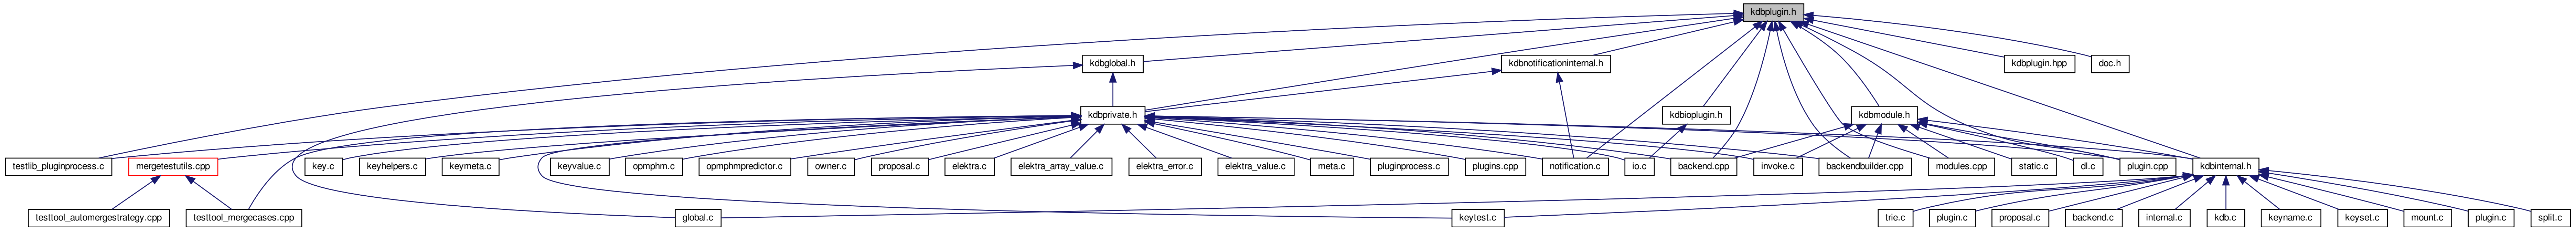 kdbplugin.h
kdbglobal.h
kdbnotificationinternal.h
kdbplugin.hpp
doc.h
kdbprivate.h
kdbioplugin.h
kdbmodule.h
testlib_pluginprocess.c
mergetestutils.cpp
key.c
keyhelpers.c
keymeta.c
keyvalue.c
opmphm.c
opmphmpredictor.c
owner.c
proposal.c
elektra.c
elektra_array_value.c
elektra_error.c
elektra_value.c
meta.c
pluginprocess.c
plugins.cpp
notification.c
io.c
backend.cpp
invoke.c
backendbuilder.cpp
modules.cpp
static.c
dl.c
plugin.cpp
kdbinternal.h
testtool_automergestrategy.cpp
testtool_mergecases.cpp
global.c
keytest.c
trie.c
plugin.c
proposal.c
backend.c
internal.c
kdb.c
keyname.c
keyset.c
mount.c
plugin.c
split.c